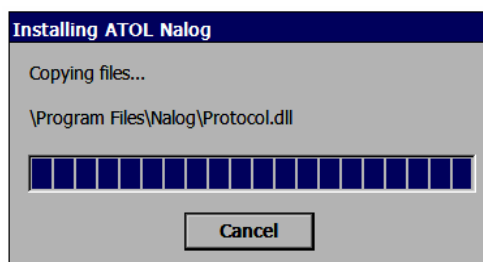 Installing ATOL Nalog
Copying files...
\Program Files\Nalog\Protocol.dll
Cancel